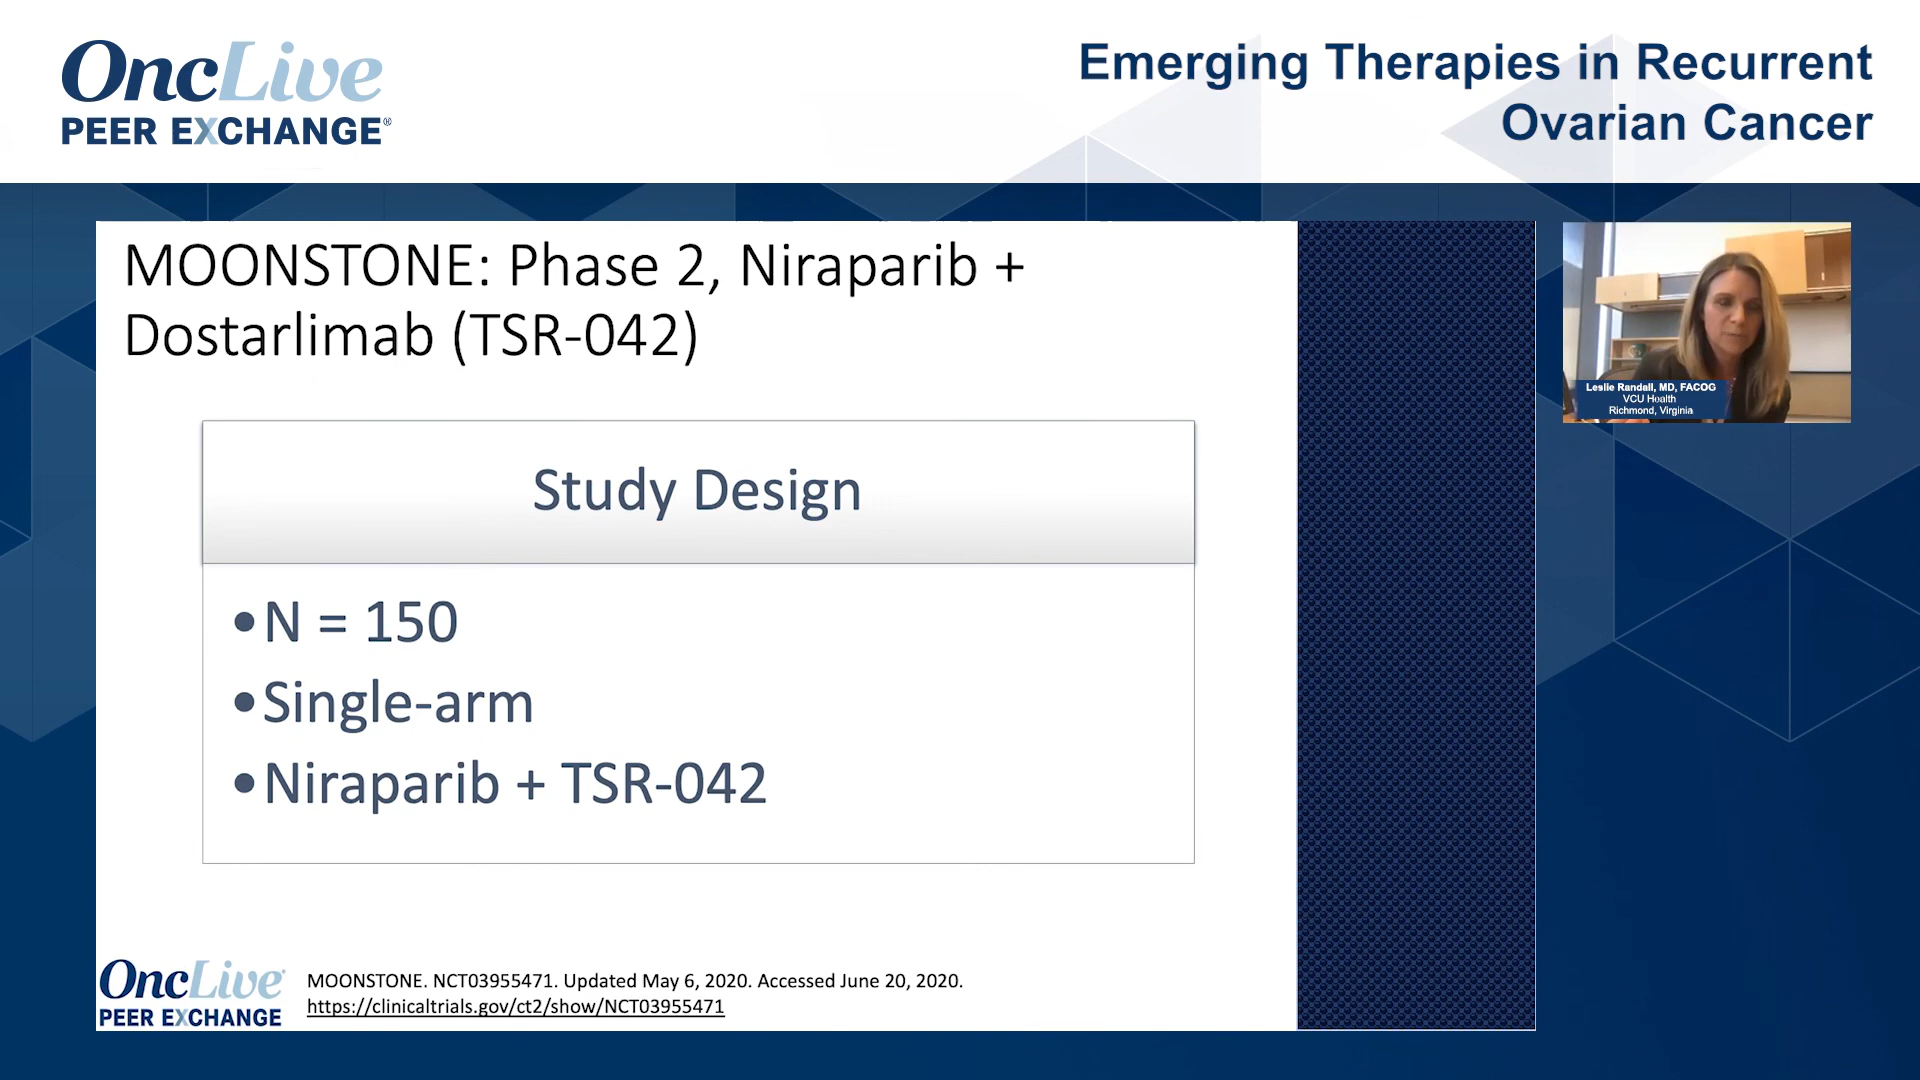 OncLive
PEER EXCHANGE®
Emerging Therapies in Recurrent
Ovarian Cancer
MOONSTONE: Phase 2, Niraparib +
Dostarlimab (TSR-042)
Study Design
•N = 150
•Single-arm
•Niraparib + TSR-042
Leslie Randall, MD, FACOG
VCU Health
Richmond, Virginia
OncLive®
PEER EXCHANGE
MOONSTONE. NCT03955471. Updated May 6, 2020. Accessed June 20, 2020.
https://clinicaltrials.gov/ct2/show/NCT03955471